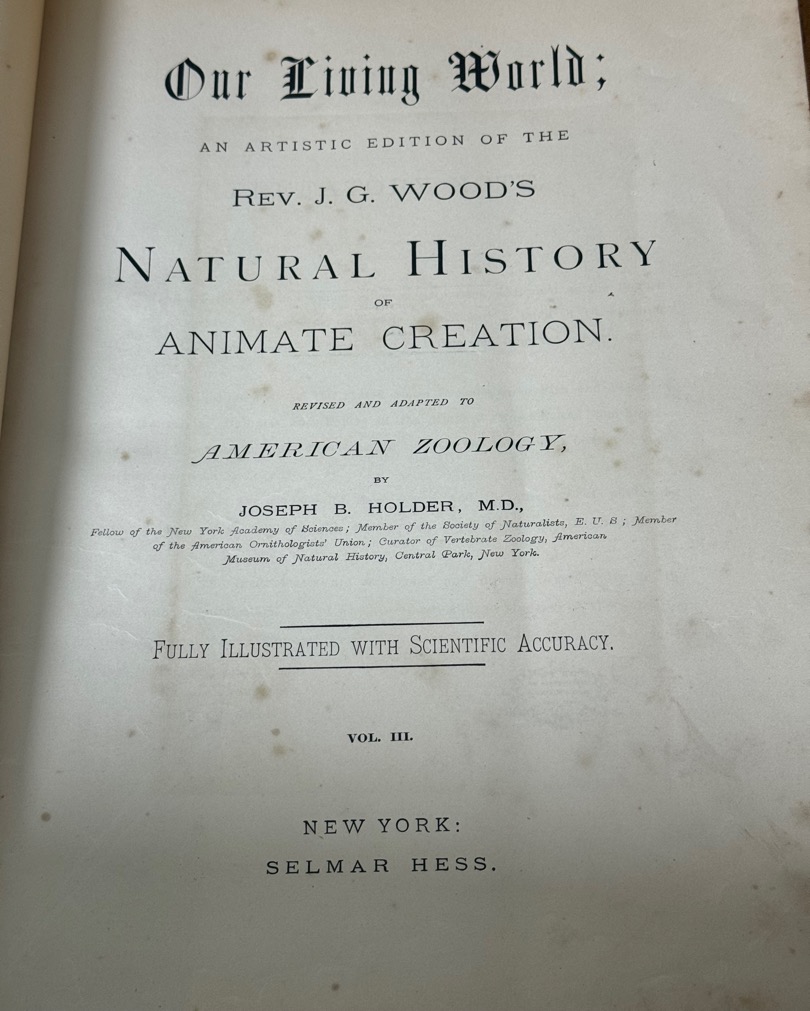 Our Living World;
AN ARTISTIC EDITION OF THE
REV. J. G. WOOD'S
NATURAL HISTORY
OF
ANIMATE CREATION.
REVISED AND ADAPTED TO
AMERICAN ZOOLOGY,
BY
JOSEPH B. HOLDER, M.D.,
Fellow of the New York Academy of Sciences; Member of the Society of Naturalists, E. U. S; Member
of the American Ornithologists' Union; Curator of Vertebrate Zoology, American
Museum of Natural History, Central Park, New York.
FULLY ILLUSTRATED WITH SCIENTIFIC ACCURACY.
VOL. III.
NEW YORK:
SELMAR HESS.